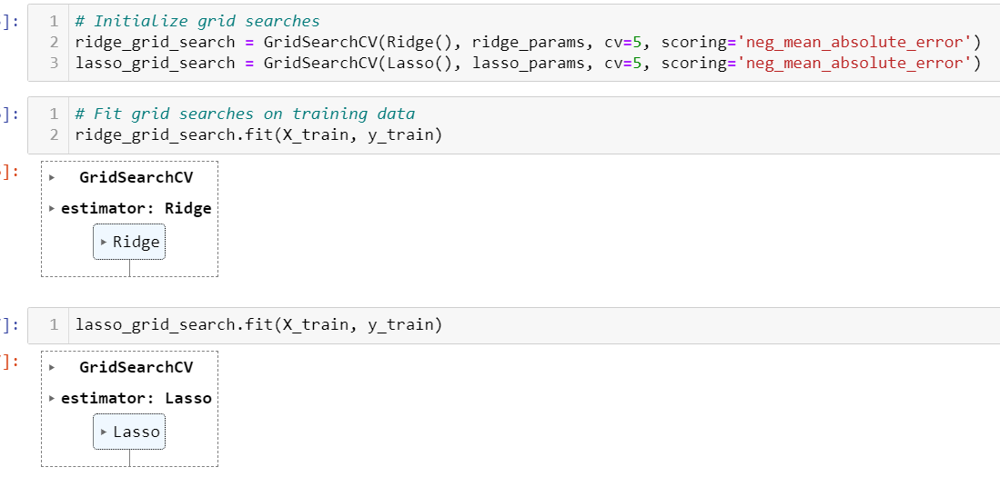 ]:
1 # Initialize grid searches
2 ridge_grid_search = GridSearchCV(Ridge(), ridge_params, cv=5, scoring='neg_mean_absolute_error')
3 lasso_grid_search = GridSearchCV(Lasso(), lasso_params, cv=5, scoring='neg_mean_absolute_error')
]:
1 # Fit grid searches on training data
2 ridge_grid_search.fit(X_train, y_train)
]:
GridSearchCV
estimator: Ridge
Ridge
]:
1 lasso_grid_search.fit(X_train, y_train)
]:
GridSearchCV
estimator: Lasso
Lasso